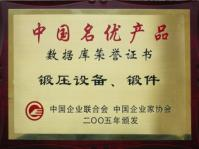 中国名优产品
数据库荣誉证书
锻压设备、锻件
中国企业联合会 中国企业家协会
二〇〇五年颁发